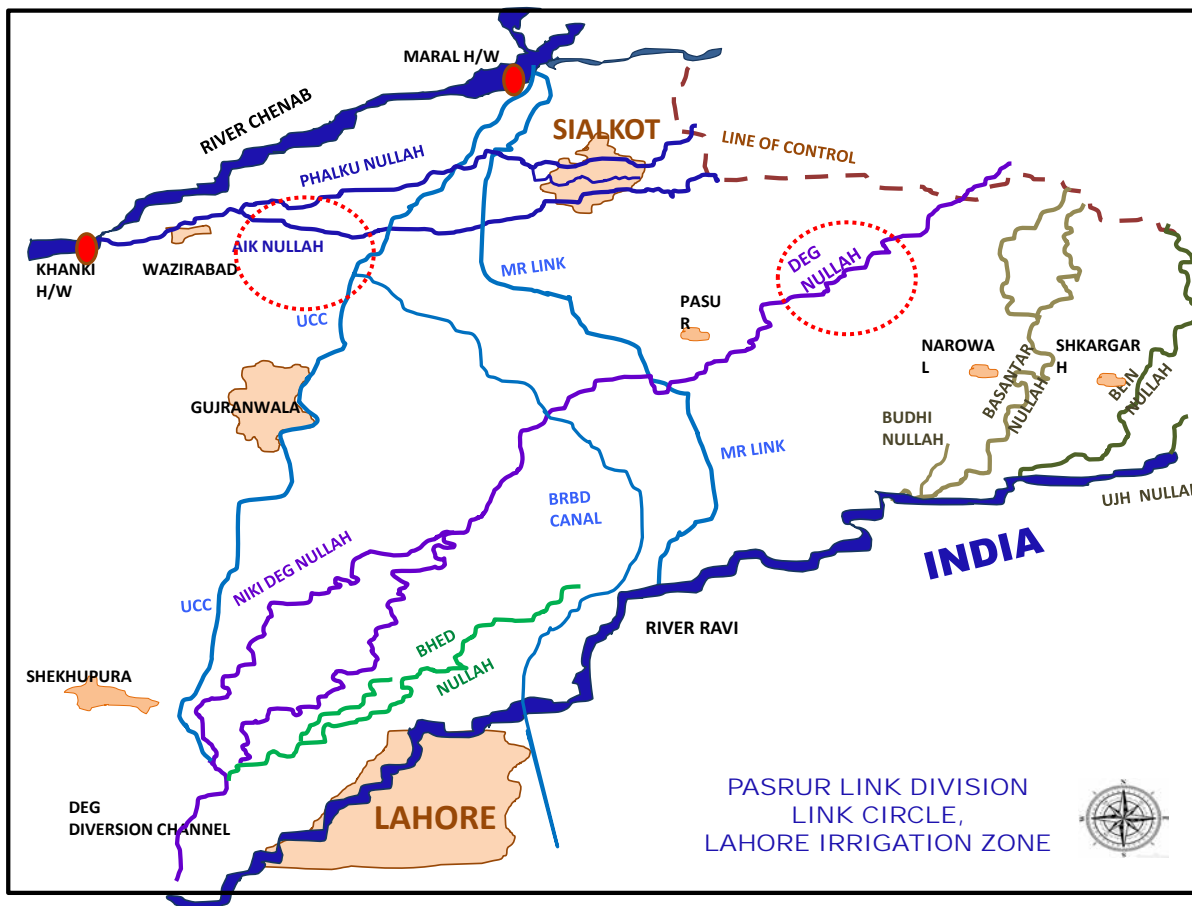 MARAL H/W
RIVER CHENAB
SIALKOT
LINE OF CONTROL
PHALKU NULLAH
AIK NULLAH
WAZIRABAD
KHANKI
H/W
MR LINK
DEG
NULLAH
UCC
PASU
R
NAROWA
L
SHKARGAR
H
BASANTAR
NULLAH
BEIN
NULLAH
GUJRANWALA
BUDHI
NULLAH
MR LINK
BRBD
CANAL
UJH NULLAH
INDIA
NIKI DEG NULLAH
UCC
RIVER RAVI
BHED
NULLAH
SHEKHUPURA
DEG
DIVERSION CHANNEL
LAHORE
PASRUR LINK DIVISION
LINK CIRCLE,
LAHORE IRRIGATION ZONE